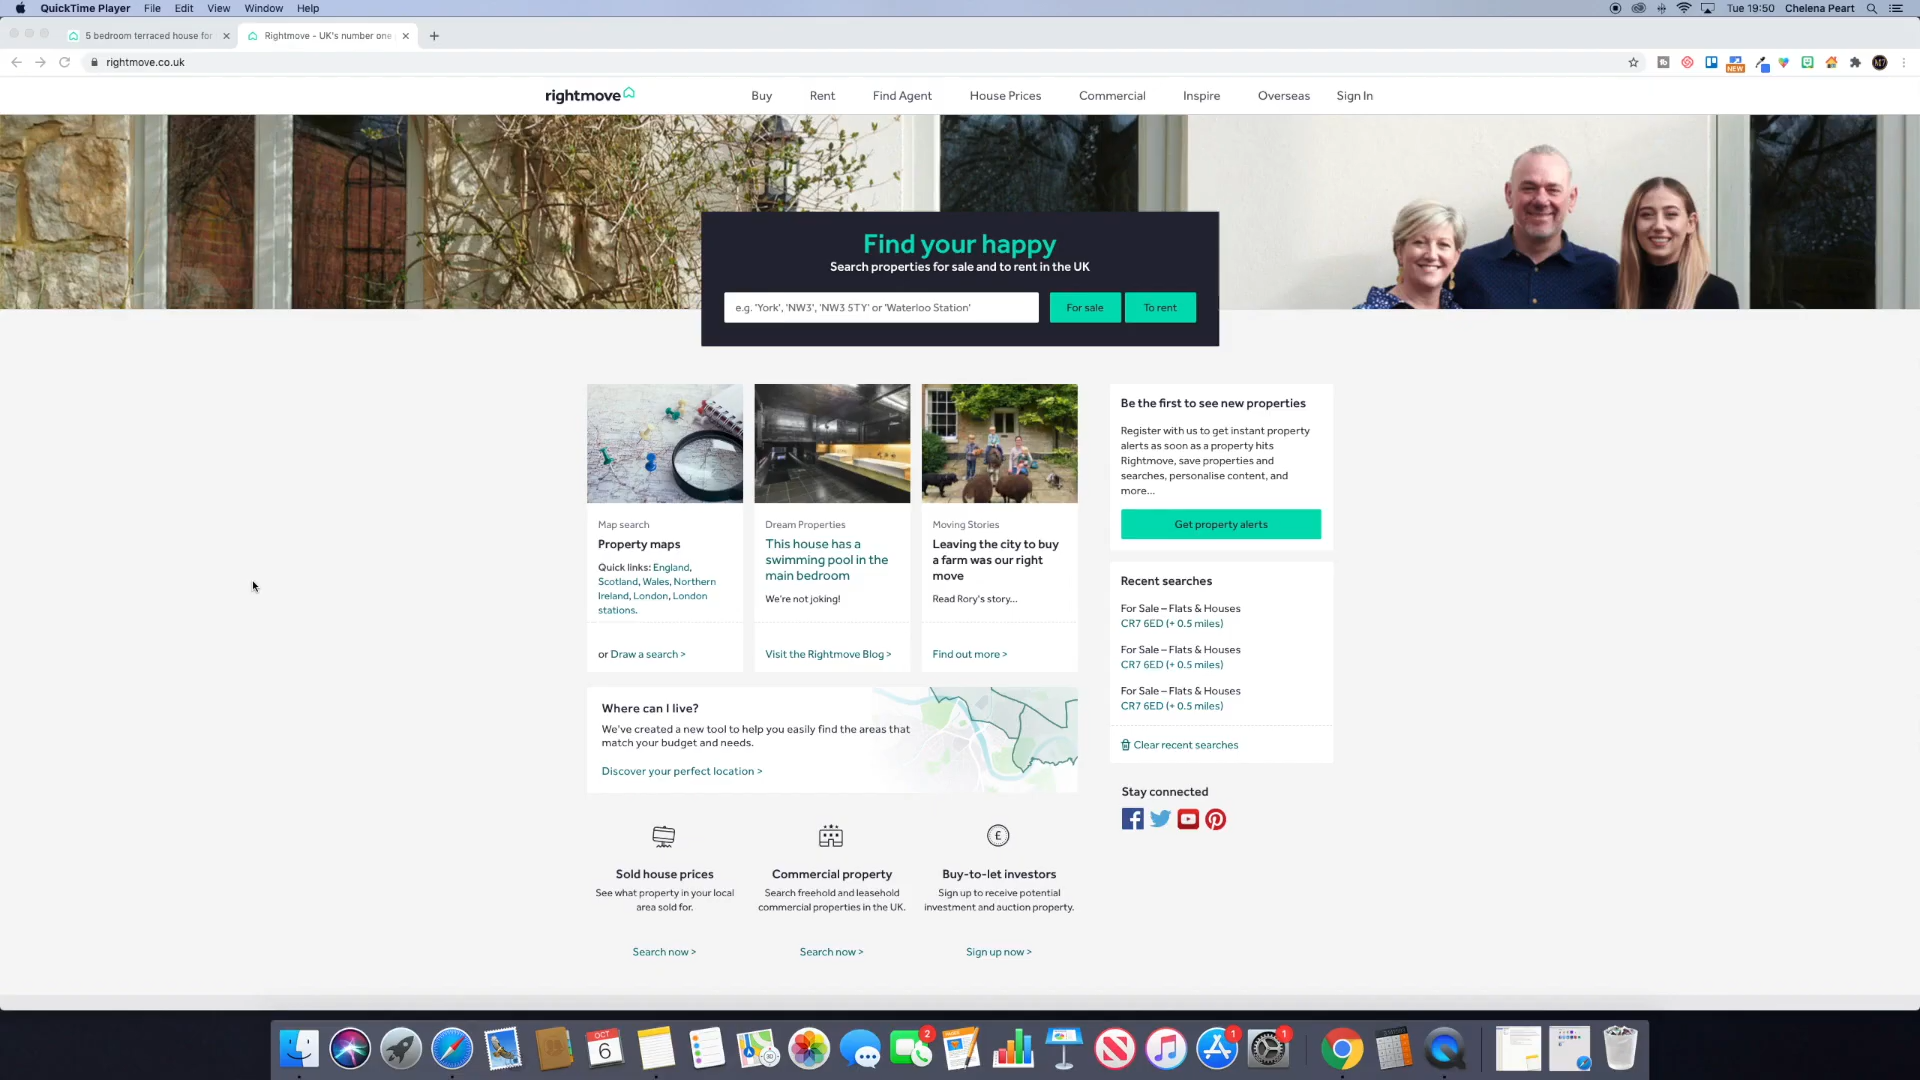 QuickTime Player File Edit View Window Help
Tue 19:50 Chelena Peart
5 bedroom terraced house for
Rightmove - UK's number one
rightmove.co.uk
NEW
rightmove
Buy Rent Find Agent House Prices Commercial Inspire Overseas Sign In
Find your happy
Search properties for sale and to rent in the UK
e.g. 'York', 'NW3', 'NW3 5TY' or 'Waterloo Station'
For sale
To rent
Map search
Property maps
Quick links: England,
Scotland, Wales, Northern
Ireland, London, London
stations.
or Draw a search >
Dream Properties
This house has a
swimming pool in the
main bedroom
We're not joking!
Visit the Rightmove Blog >
Moving Stories
Leaving the city to buy
a farm was our right
move
Read Rory's story...
Find out more >
Be the first to see new properties
Register with us to get instant property
alerts as soon as a property hits
Rightmove, save properties and
searches, personalise content, and
more...
Get property alerts
Recent searches
For Sale – Flats & Houses
CR7 6ED (+ 0.5 miles)
For Sale – Flats & Houses
CR7 6ED (+ 0.5 miles)
For Sale – Flats & Houses
CR7 6ED (+ 0.5 miles)
Clear recent searches
Where can I live?
We've created a new tool to help you easily find the areas that
match your budget and needs.
Discover your perfect location >
Stay connected
Sold house prices
See what property in your local
area sold for.
Search now >
Commercial property
Search freehold and leasehold
commercial properties in the UK.
Search now >
£
Buy-to-let investors
Sign up to receive potential
investment and auction property.
Sign up now >
OCT
6
2
1
1